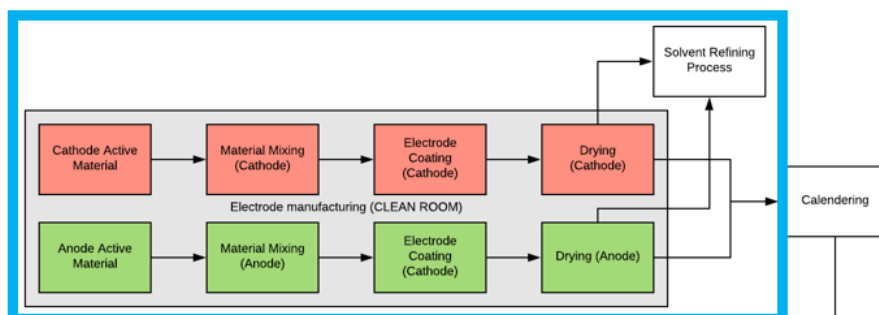 Solvent Refining
Process
Cathode Active
Material
Material Mixing
(Cathode)
Electrode
Coating
(Cathode)
Drying
(Cathode)
Calendering
Electrode manufacturing (CLEAN ROOM)
Anode Active
Material
Material Mixing
(Anode)
Electrode
Coating
(Cathode)
Drying (Anode)